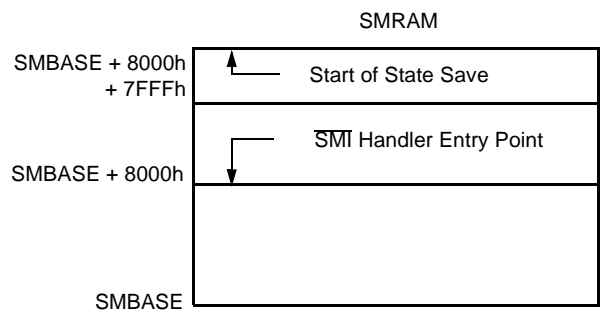 SMRAM
SMBASE + 8000h
+ 7FFFh
Start of State Save
SMI Handler Entry Point
SMBASE + 8000h
SMBASE